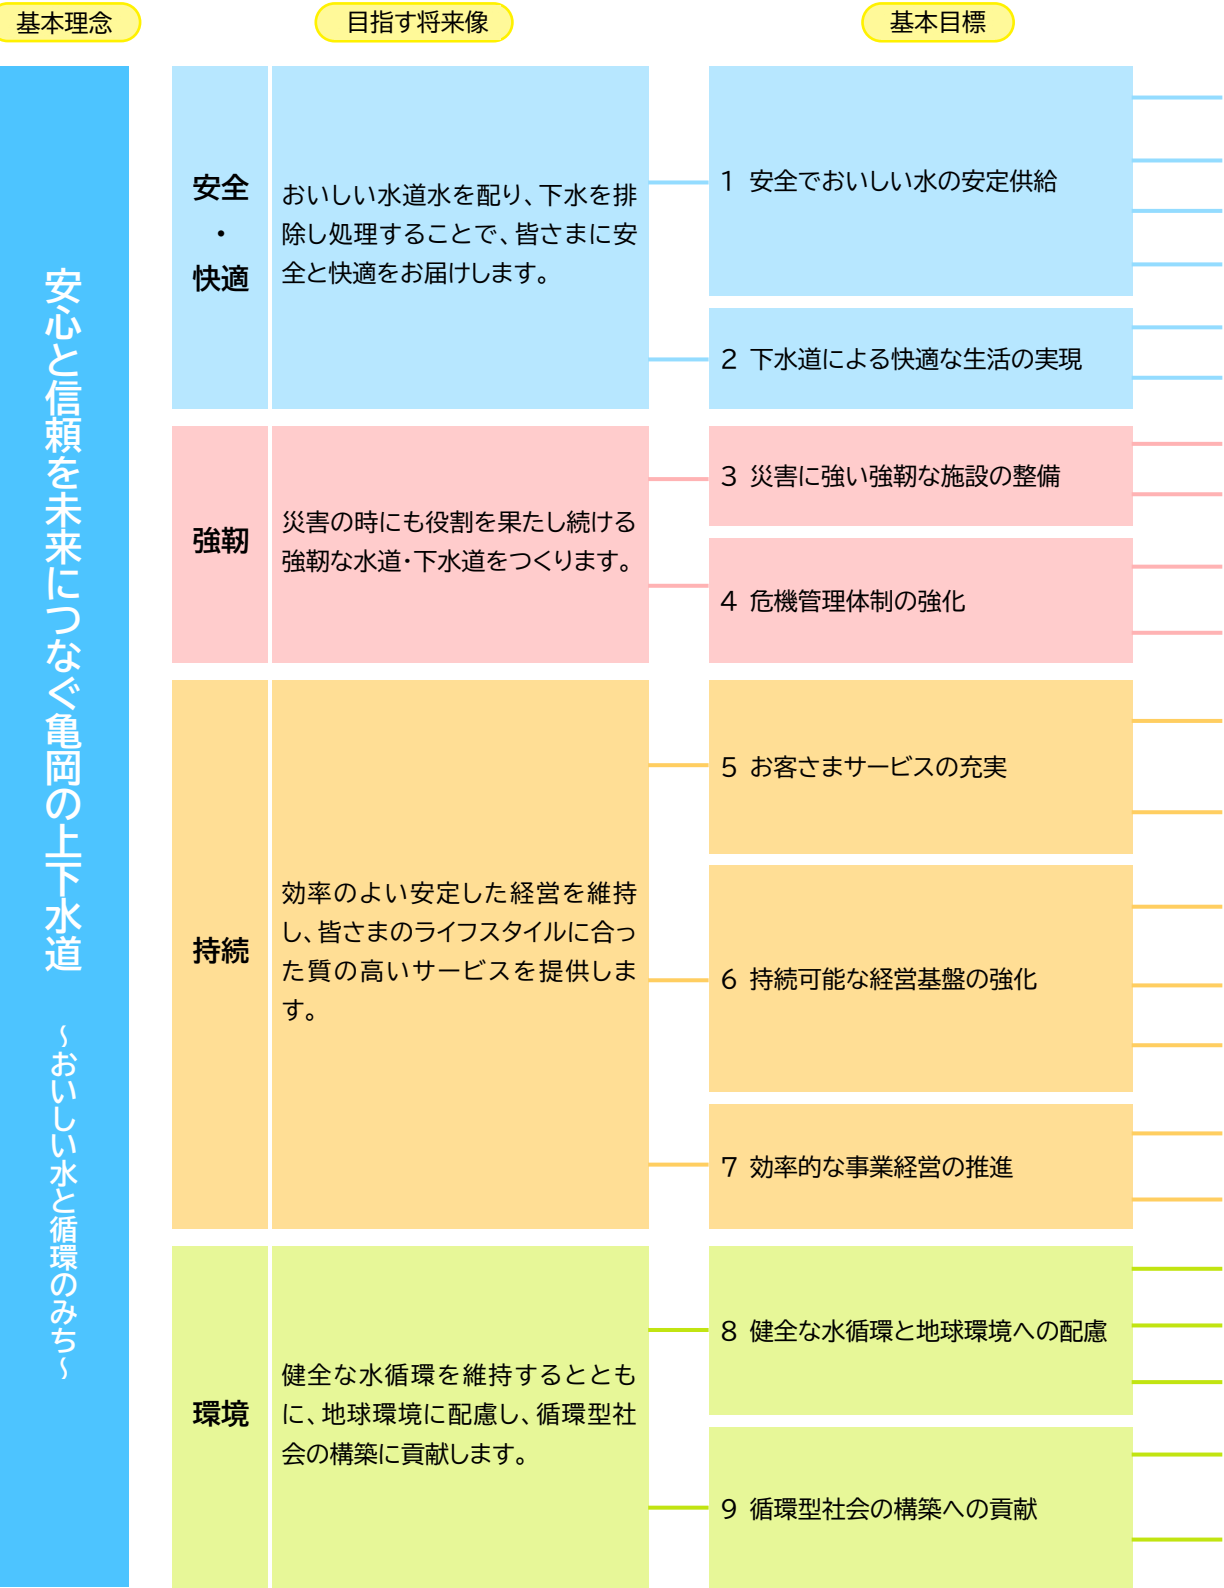 基本理念
目指す将来像
基本目標
安心と信頼を未来につなぐ亀岡の上下水道 ～おいしい水と循環のみち～
安全
・
快適
おいしい水道水を配り、下水を排
除し処理することで、皆さまに安
全と快適をお届けします。
1 安全でおいしい水の安定供給
2 下水道による快適な生活の実現
強靭
災害の時にも役割を果たし続ける
強靭な水道・下水道をつくります。
3 災害に強い強靭な施設の整備
4 危機管理体制の強化
持続
効率のよい安定した経営を維持
し、皆さまのライフスタイルに合っ
た質の高いサービスを提供しま
す。
5 お客さまサービスの充実
6 持続可能な経営基盤の強化
7 効率的な事業経営の推進
環境
健全な水循環を維持するととも
に、地球環境に配慮し、循環型社
会の構築に貢献します。
8 健全な水循環と地球環境への配慮
9 循環型社会の構築への貢献